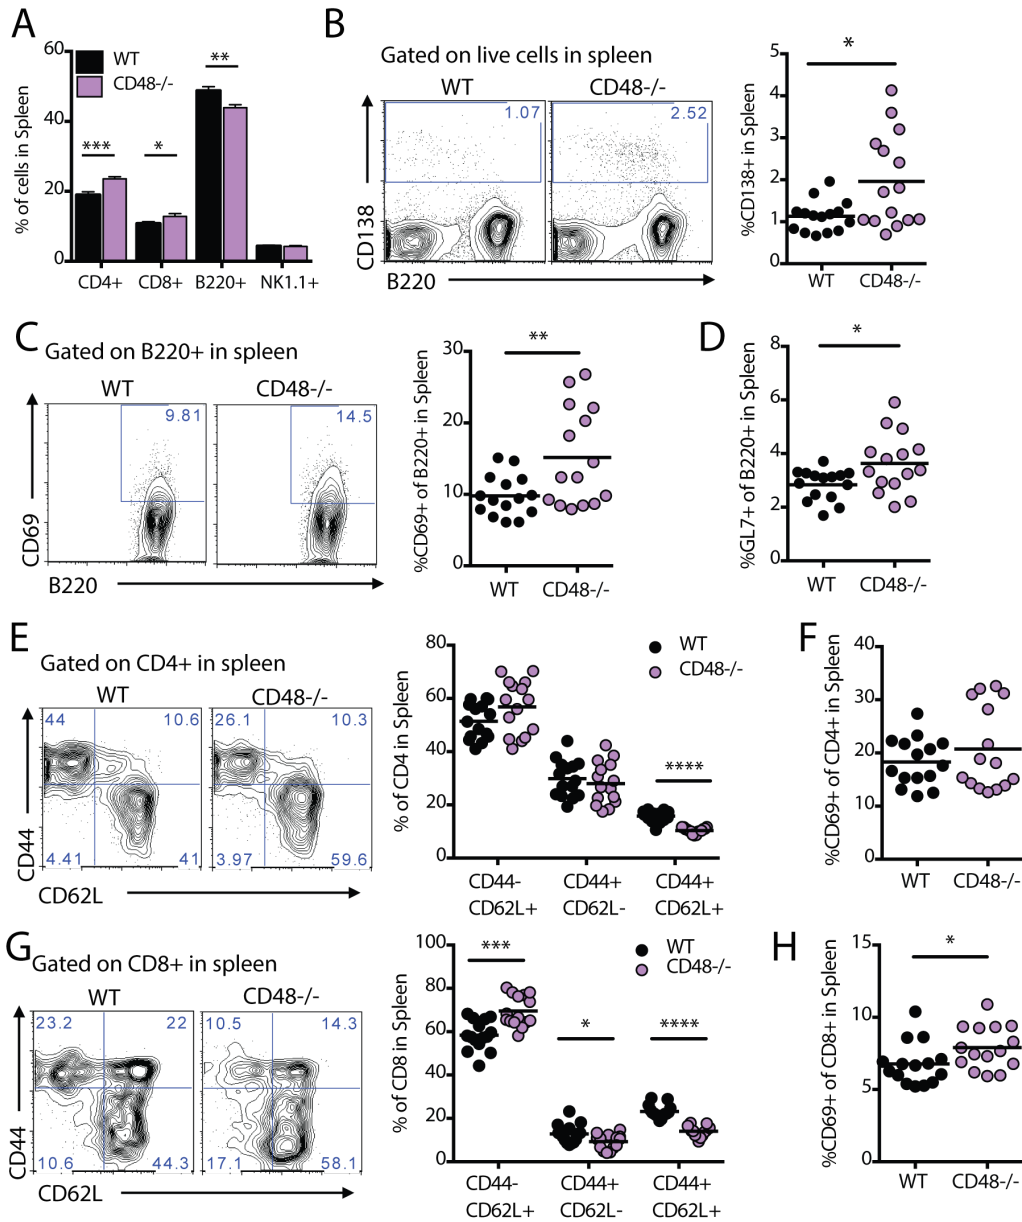 A
% of cells in Spleen
60
40
20
0
WT
CD48-/-
***
*
**
CD4+ CD8+ B220+ NK1.1+
B
Gated on live cells in spleen
WT CD48-/-
1.07 2.52
CD138
B220
%CD138+ in Spleen
5
4
3
2
1
0
*
WT CD48-/-
C
Gated on B220+ in spleen
WT CD48-/-
9.81 14.5
CD69
B220
%CD69+ of B220+ in Spleen
30
20
10
0
**
WT CD48-/-
D
%GL7+ of B220+ in Spleen
8
6
4
2
0
*
WT CD48-/-
E
Gated on CD4+ in spleen
WT CD48-/-
44 10.6 26.1 10.3
4.41 41 3.97 59.6
CD44
CD62L
% of CD4 in Spleen
80
60
40
20
0
WT
CD48-/-
****
CD44- CD44+ CD44+
CD62L+ CD62L- CD62L+
F
%CD69+ of CD4+ in Spleen
40
30
20
10
0
WT CD48-/-
G
Gated on CD8+ in spleen
WT CD48-/-
23.2 22 10.5 14.3
10.6 44.3 17.1 58.1
CD44
CD62L
% of CD8 in Spleen
100
80
60
40
20
0
WT
CD48-/-
***
*
****
CD44- CD44+ CD44+
CD62L+ CD62L- CD62L+
H
%CD69+ of CD8+ in Spleen
15
10
5
0
*
WT CD48-/-